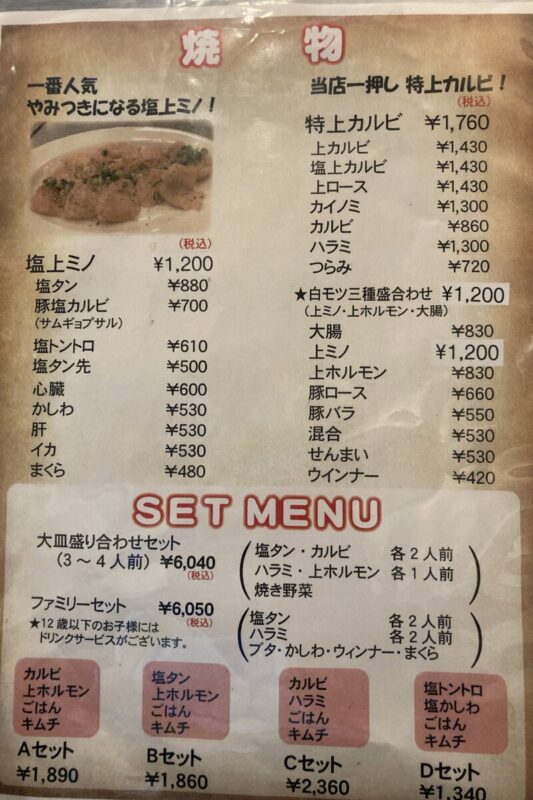 焼物
一番人気
やみつきになる塩上ミノ!
(税込)
塩上ミノ ¥1,200
塩タン ¥880
豚塩カルビ ¥700
(サムギョプサル)
塩トントロ ¥610
塩タン先 ¥500
心臓 ¥600
かしわ ¥530
肝 ¥530
イカ ¥530
まくら ¥480
当店一押し 特上カルビ!
(税込)
特上カルビ ¥1,760
上カルビ ¥1,430
塩上カルビ ¥1,430
上ロース ¥1,430
カイノミ ¥1,300
カルビ ¥860
ハラミ ¥1,300
つらみ ¥720
★白モツ三種盛合わせ ¥1,200
(上ミノ・上ホルモン・大腸)
大腸 ¥830
上ミノ ¥1,200
上ホルモン ¥830
豚ロース ¥660
豚バラ ¥550
混合 ¥530
せんまい ¥530
ウインナー ¥420
SET MENU
大皿盛り合わせセット
(3〜4人前) ¥6,040
(税込)
塩タン・カルビ 各2人前
ハラミ・上ホルモン 各1人前
焼き野菜
ファミリーセット ¥6,050
(税込)
★12歳以下のお子様には
ドリンクサービスがございます。
塩タン 各2人前
ハラミ 各2人前
ブタ・かしわ・ウィンナー・まくら
カルビ
上ホルモン
ごはん
キムチ
Aセット
¥1,890
塩タン
上ホルモン
ごはん
キムチ
Bセット
¥1,860
カルビ
ハラミ
ごはん
キムチ
Cセット
¥2,360
塩トントロ
塩かしわ
ごはん
キムチ
Dセット
¥1,340